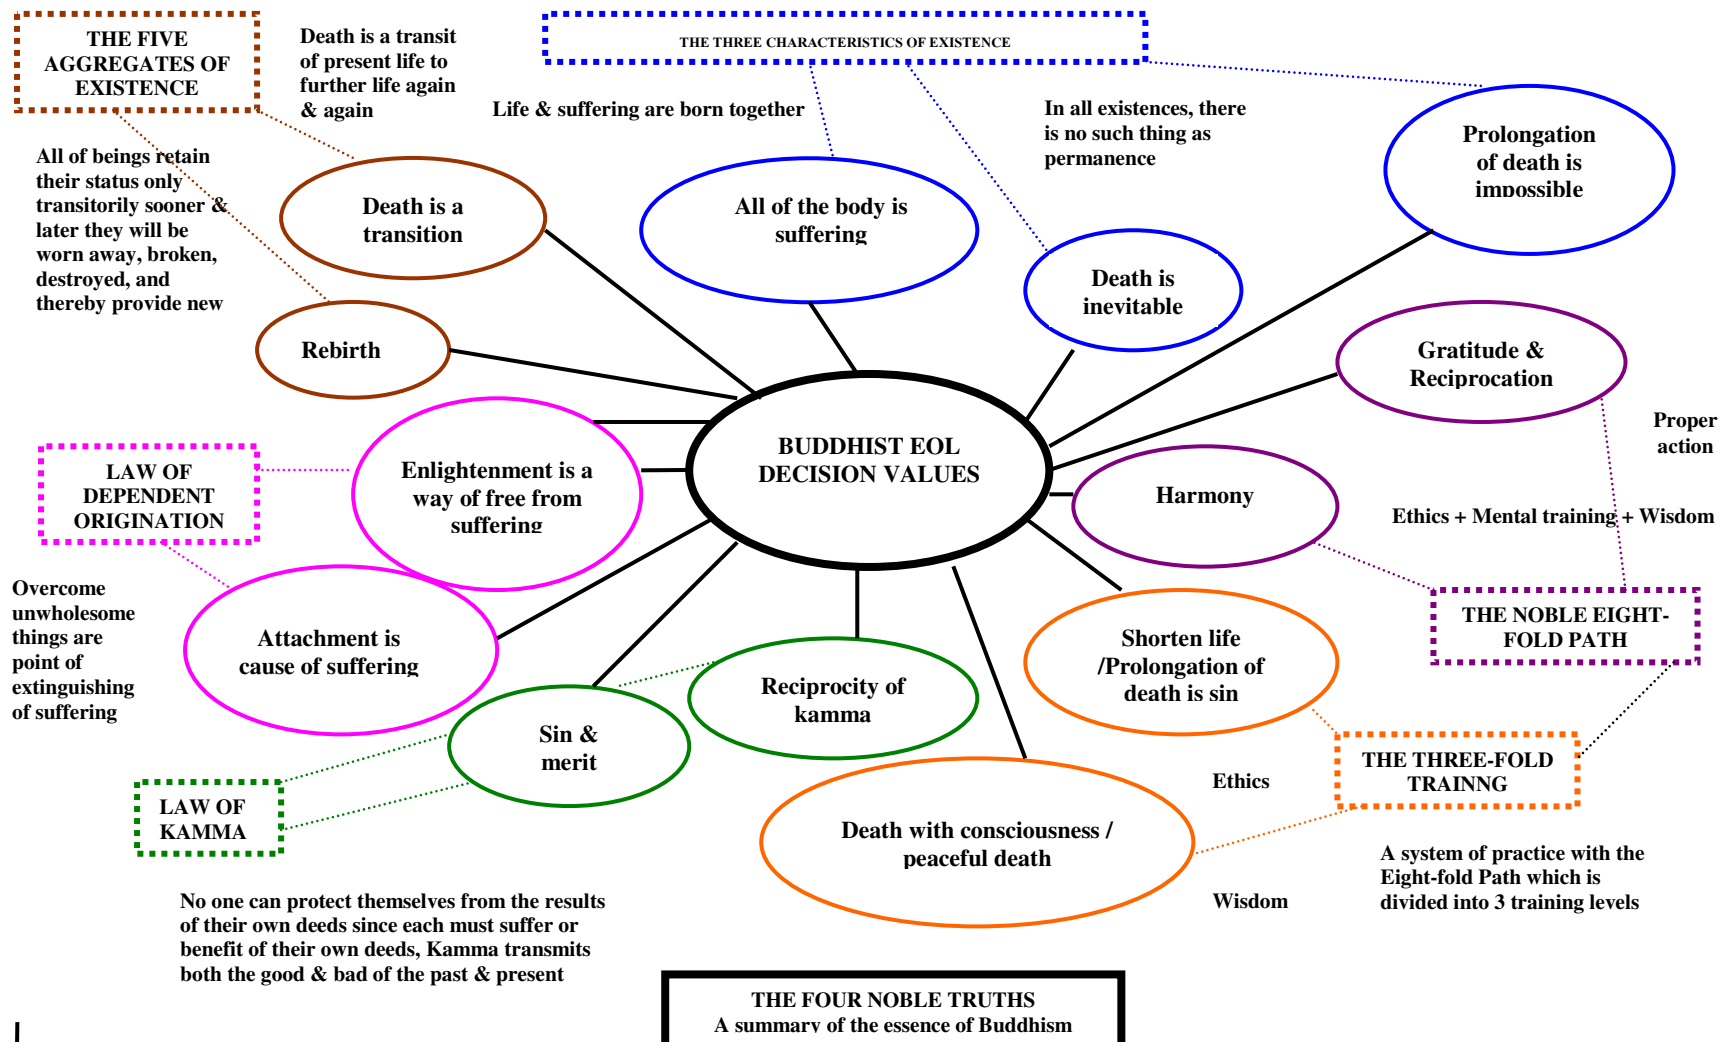 THE FIVE
AGGREGATES OF
EXISTENCE
Death is a transit
of present life to
further life again
& again
THE THREE CHARACTERISTICS OF EXISTENCE
Life & suffering are born together
In all existences, there
is no such thing as
permanence
Prolongation
of death is
impossible
All of beings retain
their status only
transitorily sooner &
later they will be
worn away, broken,
destroyed, and
thereby provide new
Death is a
transition
All of the body is
suffering
Death is
inevitable
Rebirth
Gratitude &
Reciprocation
Proper
action
BUDDHIST EOL
DECISION VALUES
LAW OF
DEPENDENT
ORIGINATION
Enlightenment is a
way of free from
suffering
Harmony
Ethics + Mental training + Wisdom
Overcome
unwholesome
things are
point of
extinguishing
of suffering
Attachment is
cause of suffering
THE NOBLE EIGHT-
FOLD PATH
Shorten life
/Prolongation of
death is sin
Reciprocity of
kamma
Sin &
merit
THE THREE-FOLD
TRAINNG
LAW OF
KAMMA
Ethics
Death with consciousness /
peaceful death
Wisdom
A system of practice with the
Eight-fold Path which is
divided into 3 training levels
No one can protect themselves from the results
of their own deeds since each must suffer or
benefit of their own deeds, Kamma transmits
both the good & bad of the past & present
THE FOUR NOBLE TRUTHS
A summary of the essence of Buddhism